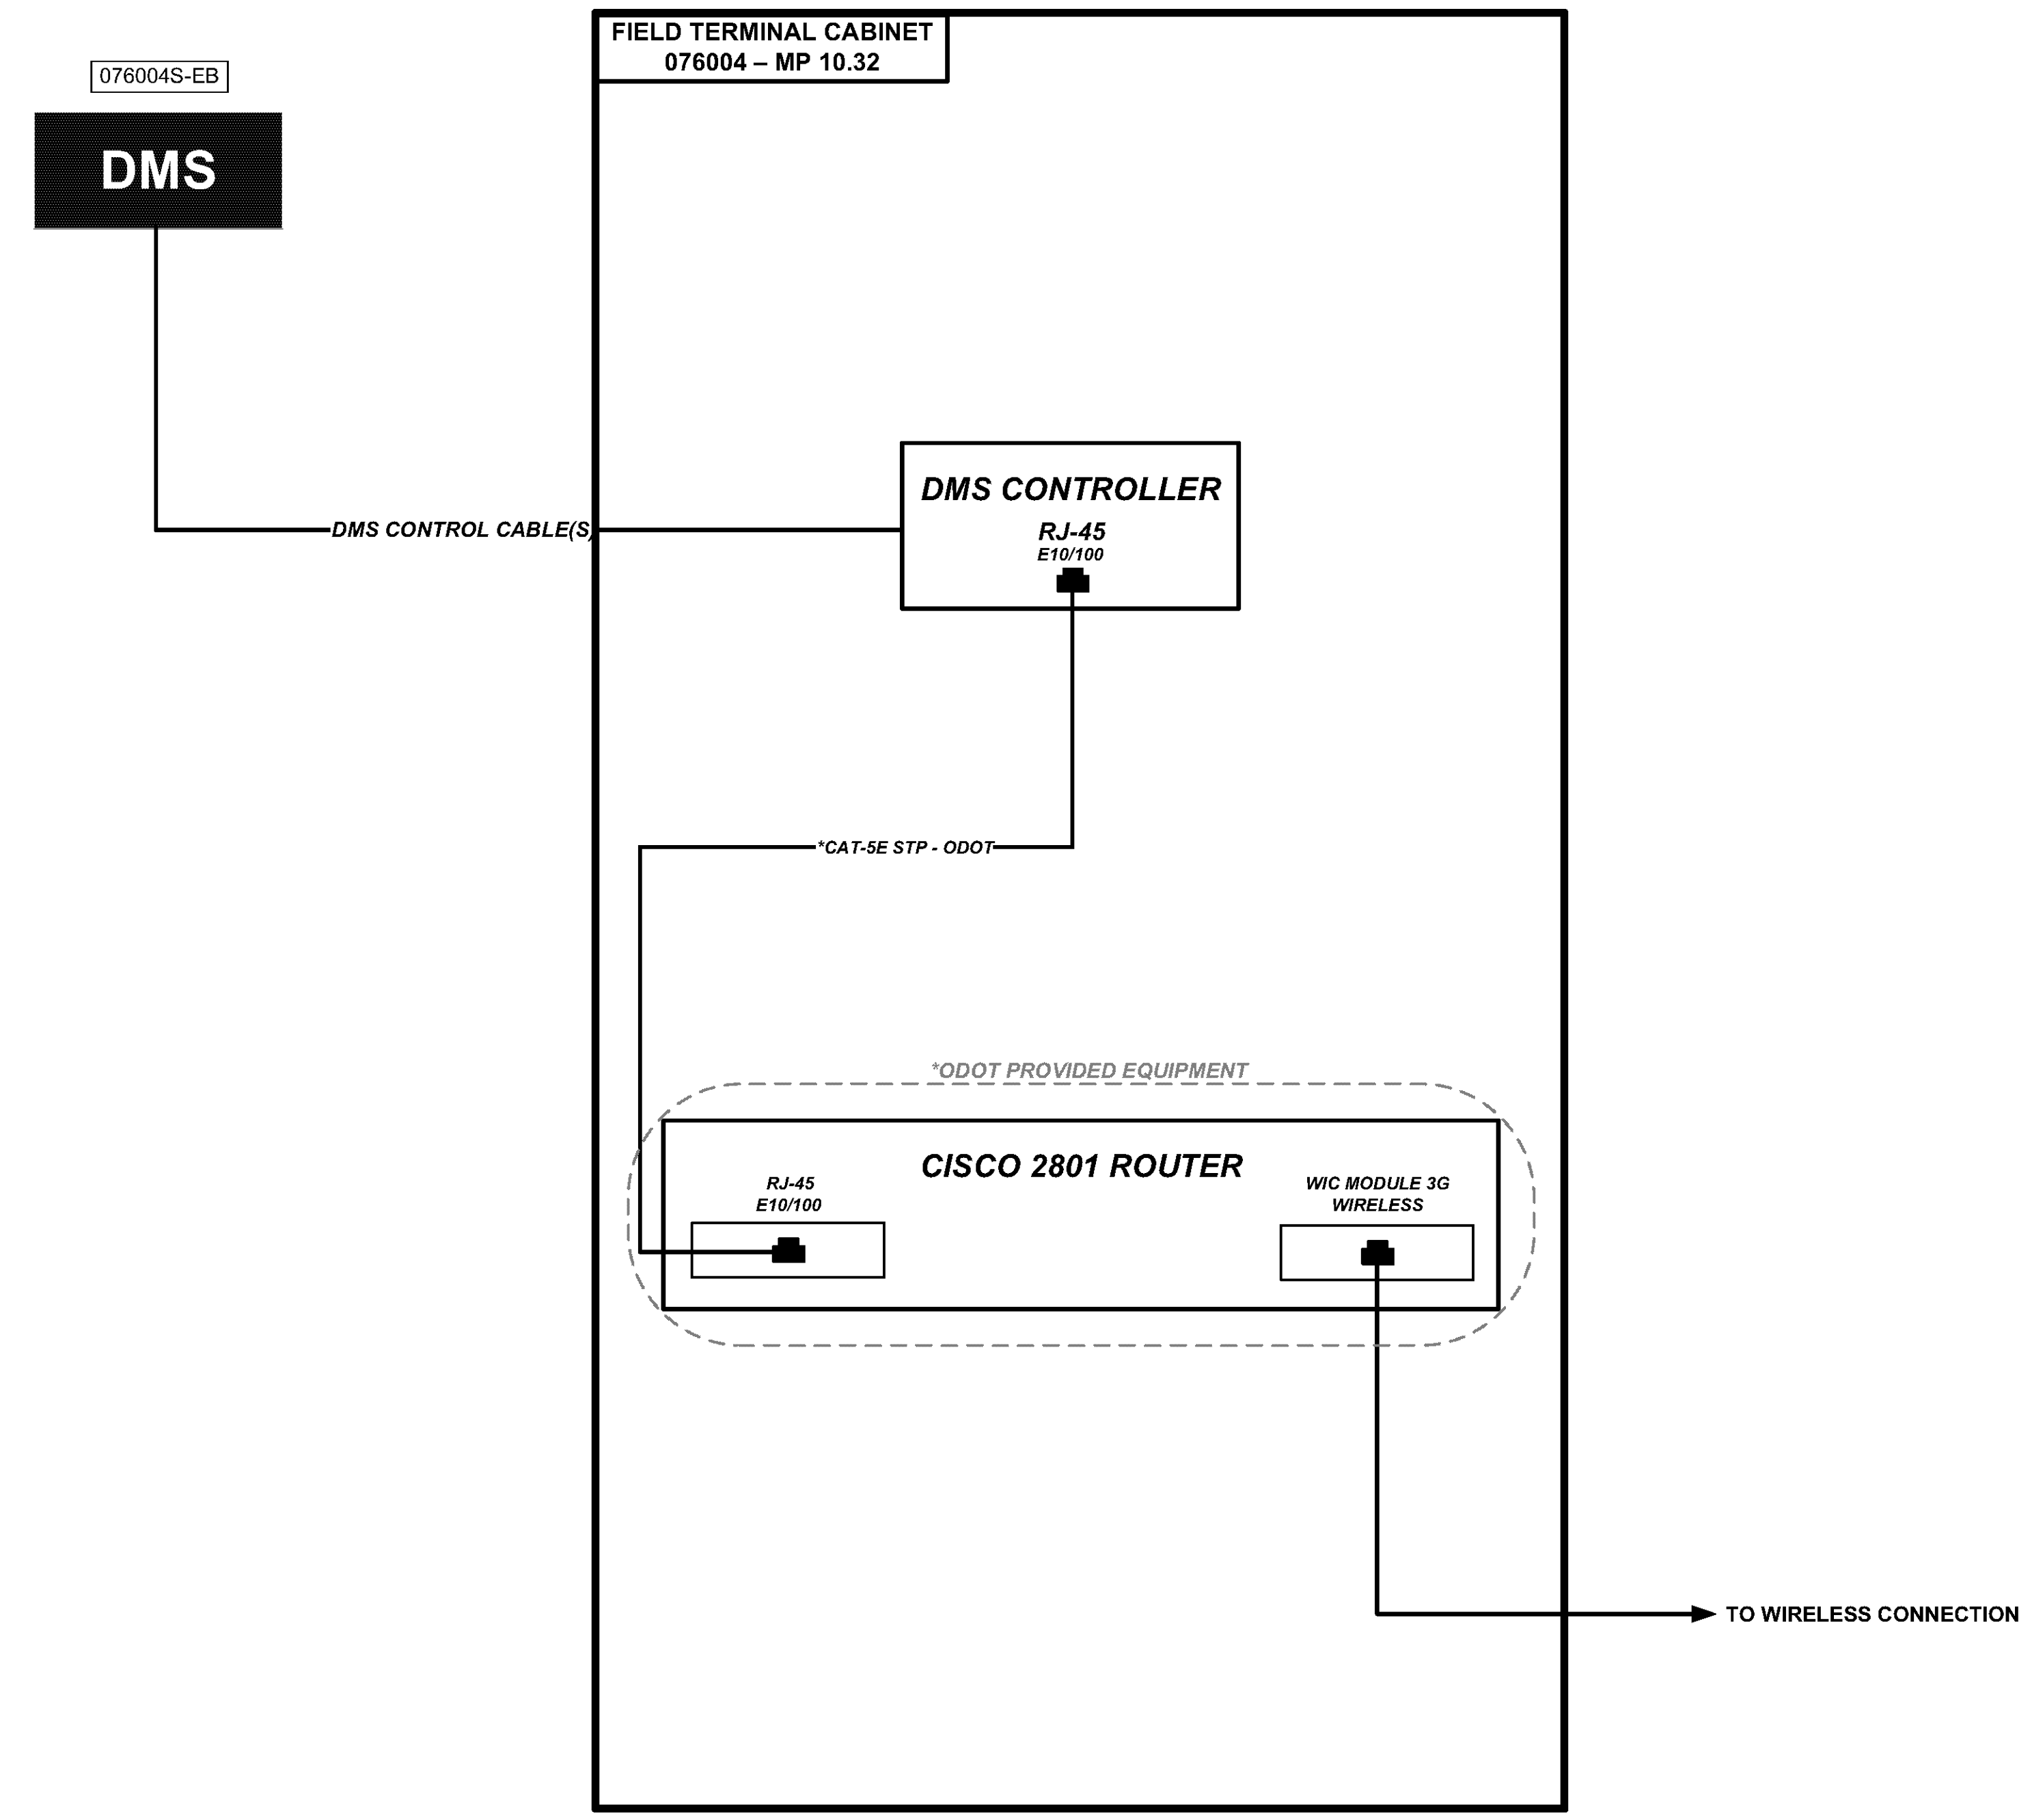 FIELD TERMINAL CABINET
076004 – MP 10.32
076004S-EB
DMS
DMS CONTROLLER
RJ-45
E10/100
DMS CONTROL CABLE(S)
*CAT-5E STP - ODOT
*ODOT PROVIDED EQUIPMENT
CISCO 2801 ROUTER
RJ-45
E10/100
WIC MODULE 3G
WIRELESS
TO WIRELESS CONNECTION